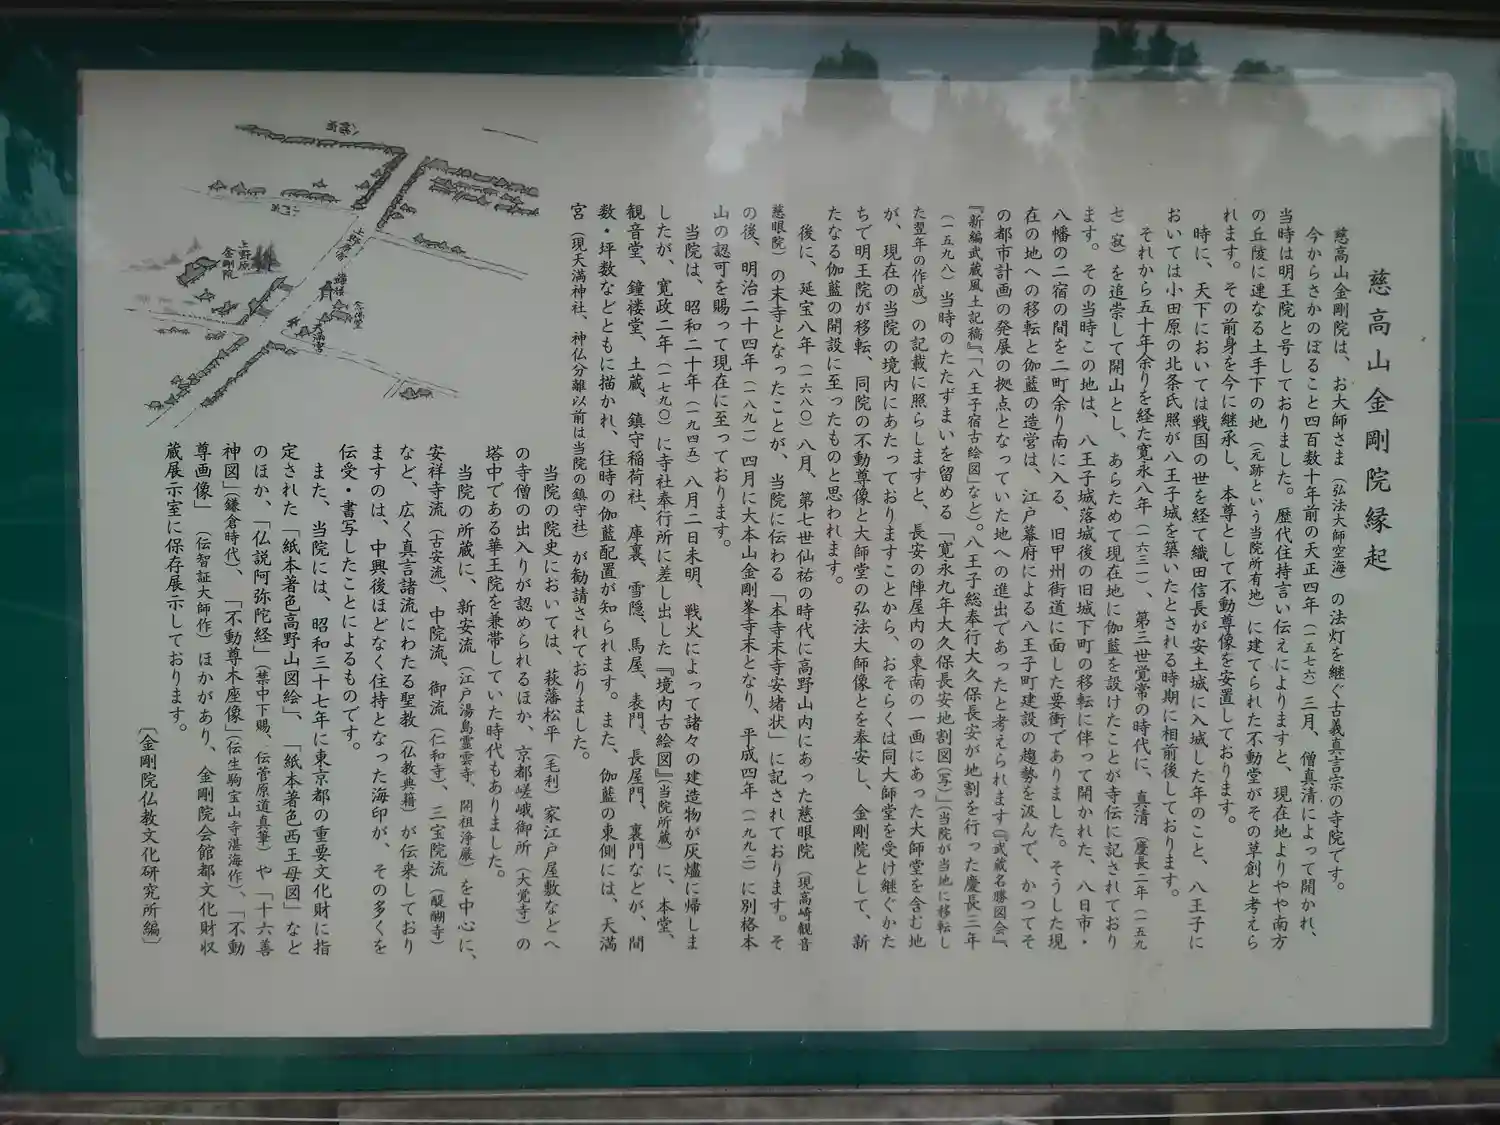 慈高山金剛院縁起
慈高山金剛院は、お大師さま(弘法大師空海)の法灯を継ぐ古義真言宗の寺院です。
今からさかのぼること四百数十年前の天正四年(一五七六)三月、僧真清によって開かれ、
当時は明王院と号しておりました。歴代住持言い伝えによりますと、現在地よりやや南方
の丘陵に連なる土手下の地(元跡という当院所有地)に建てられた不動堂がその草創と考えら
れます。その前身を今に継承し、本尊として不動尊像を安置しております。
時に、天下においては戦国の世を経て織田信長が安土城に入城した年のこと、八王子に
おいては小田原の北条氏照が八王子城を築いたとされる時期に相前後しております。
それから五十年余りを経た寛永八年(一六三一)、第三世覚常の時代に、真清(慶長二年(一五九
七)寂)を追崇して開山とし、あらためて現在地に伽藍を設けたことが寺伝に記されており
ます。その当時この地は、八王子城落城後の旧城下町の移転に伴って開かれた、八日市・
八幡の二宿の間を二町余り南に入る、旧甲州街道に面した要衝でありました。そうした現
在の地への移転と伽藍の造営は、江戸幕府による八王子町建設の趨勢を汲んで、かつてそ
の都市計画の発展の拠点となっていた地への進出であったと考えられます(『武蔵名勝図会』、
『新編武蔵風土記稿』、「八王子宿古絵図」など)。八王子総奉行大久保長安が地割を行った慶長三年
(一五九八)当時のたたずまいを留める「寛永九年大久保長安地割図(写)」(当院が当地に移転し
た翌年の作成)の記載に照らしますと、長安の陣屋内の東南の一画にあった大師堂を含む地
が、現在の当院の境内にあたっておりますことから、おそらくは同大師堂を受け継ぐかた
ちで明王院が移転、同院の不動尊像と大師堂の弘法大師像とを奉安し、金剛院として、新
たなる伽藍の開設に至ったものと思われます。
後に、延宝八年(一六八〇)八月、第七世仙祐の時代に高野山内にあった慈眼院(現高崎観音
慈眼院)の末寺となったことが、当院に伝わる「本寺末寺安堵状」に記されております。そ
の後、明治二十四年(一八九一)四月に大本山金剛峯寺末となり、平成四年(一九九二)に別格本
山の認可を賜って現在に至っております。
当院は、昭和二十年(一九四五)八月二日未明、戦火によって諸々の建造物が灰燼に帰しま
したが、寛政二年(一七九〇)に寺社奉行所に差し出した『境内古絵図』(当院所蔵)に、本堂、
観音堂、鐘楼堂、土蔵、鎮守稲荷社、庫裏、雪隠、馬屋、表門、長屋門、裏門などが、間
数・坪数などとともに描かれ、往時の伽藍配置が知られます。また、伽藍の東側には、天満
宮(現天満神社、神仏分離以前は当院の鎮守社)が勧請されておりました。
当院の院史においては、萩藩松平(毛利)家江戸屋敷などへ
の寺僧の出入りが認められるほか、京都嵯峨御所(大覚寺)の
塔中である華王院を兼帯していた時代もありました。
当院の所蔵に、新安流(江戸湯島霊雲寺、開祖浄厳)を中心に、
安祥寺流(古安流)、中院流、御流(仁和寺)、三宝院流(醍醐寺)
など、広く真言諸流にわたる聖教(仏教典籍)が伝来しており
ますのは、中興後ほどなく住持となった海印が、その多くを
伝受・書写したことによるものです。
また、当院には、昭和三十七年に東京都の重要文化財に指
定された「紙本著色高野山図絵」、「紙本著色西王母図」など
のほか、「仏説阿弥陀経」(禁中下賜、伝菅原道真筆)や「十六善
神図」(鎌倉時代)、「不動尊木座像」(伝生駒宝山寺湛海作)、「不動
尊画像」(伝智証大師作)ほかがあり、金剛院会館都文化財収
蔵展示室に保存展示しております。
〔金剛院仏教文化研究所編〕
上野原
金剛院
天満宮